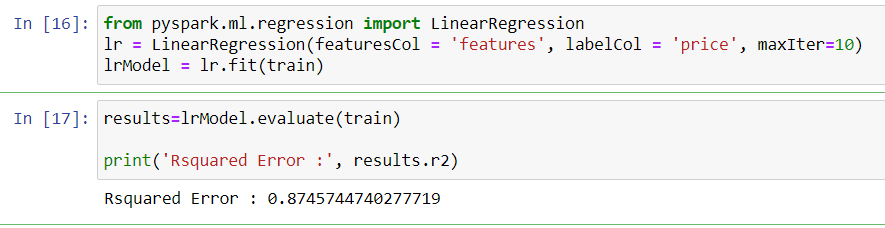 In [16]: from pyspark.ml.regression import LinearRegression
lr = LinearRegression(featuresCol = 'features', labelCol = 'price', maxIter=10)
lrModel = lr.fit(train)
In [17]: results=lrModel.evaluate(train)
print('Rsquared Error :', results.r2)
Rsquared Error : 0.8745744740277719